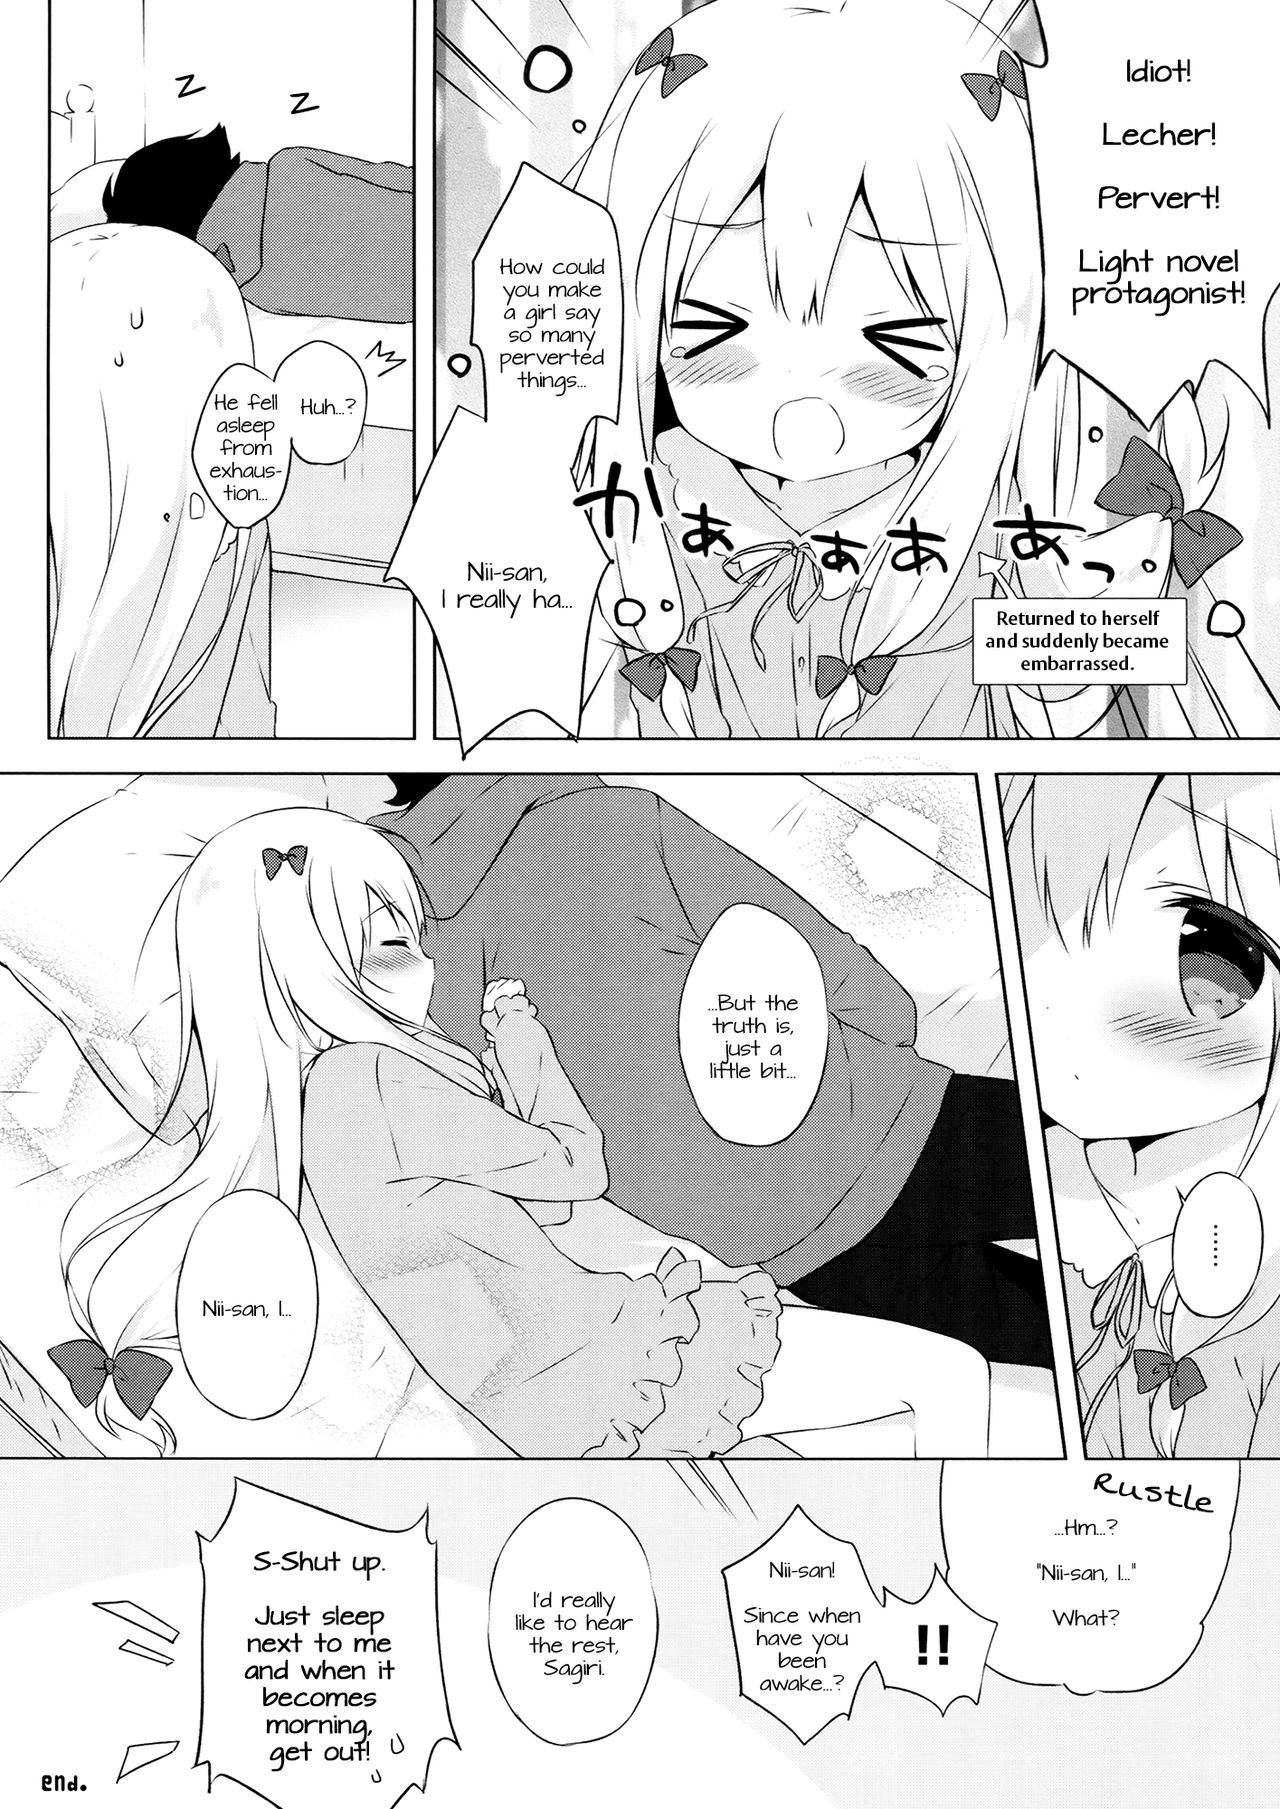 Idiot!
Lecher!
Pervert!
Light novel
protagonist!
How could
you make
a girl say
so many
perverted
things...
Nii-san,
I really ha...
かぁぁああぁっ
Returned to herself
and suddenly became
embarrassed.
z
z
Huh...?
He fell
asleep
from
exhaus-
tion...
........
...But the
truth is,
just a
little bit...
Nii-san, I...
Rustle
...Hm...?
"Nii-san, I..."
What?
!!
Nii-san!
Since when
have you
been
awake...?
I'd really
like to hear
the rest,
Sagiri.
S-Shut up.
Just sleep
next to me
and when it
becomes
morning,
get out!
end.